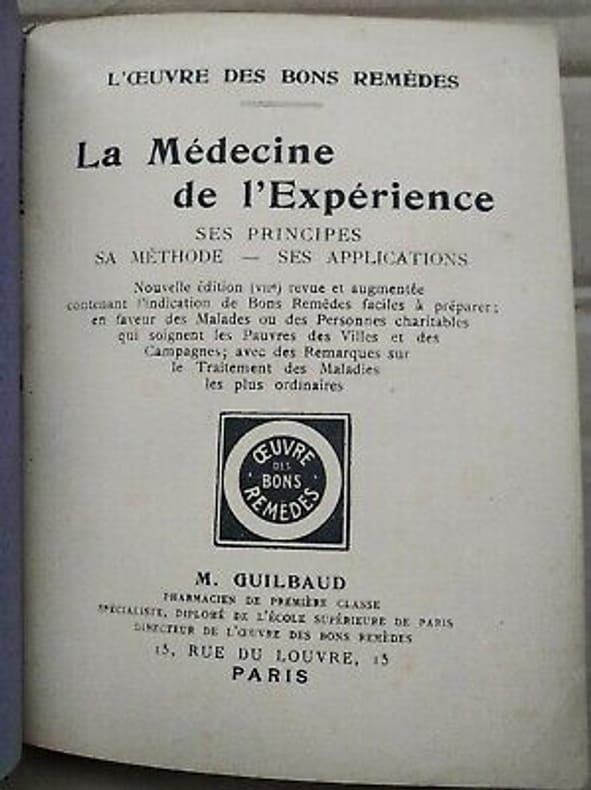 L'ŒUVRE DES BONS REMÈDES
La Médecine
de l'Expérience
SES PRINCIPES
SA MÉTHODE — SES APPLICATIONS
Nouvelle édition (VIIe) revue et augmentée
contenant l'indication de Bons Remèdes faciles à préparer;
en faveur des Malades ou des Personnes charitables
qui soignent les Pauvres des Villes et des
Campagnes; avec des Remarques sur
le Traitement des Maladies
les plus ordinaires
ŒUVRE
DES
BONS
REMÈDES
M. GUILBAUD
PHARMACIEN DE PREMIÈRE CLASSE
SPÉCIALISTE, DIPLOMÉ DE L'ÉCOLE SUPÉRIEURE DE PARIS
DIRECTEUR DE L'ŒUVRE DES BONS REMÈDES
15, RUE DU LOUVRE, 15
PARIS